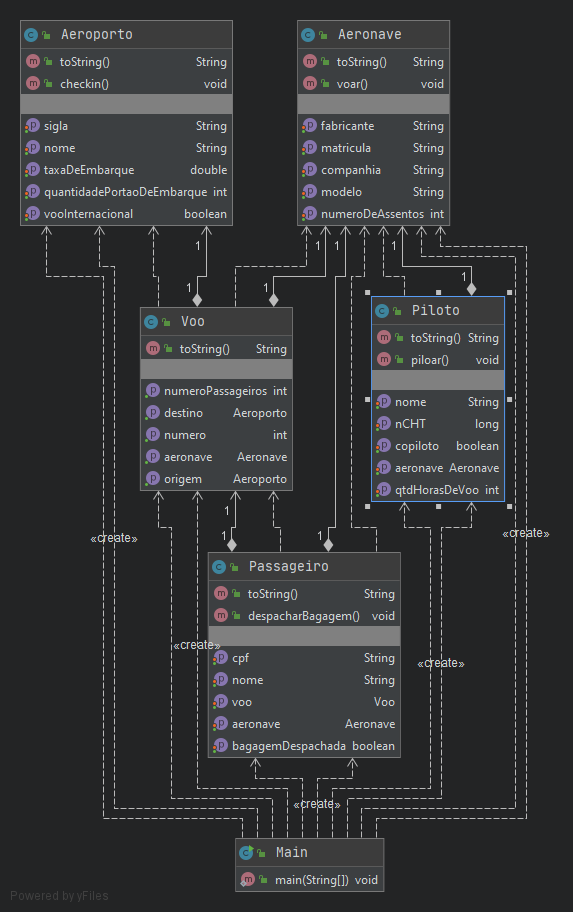 Aeroporto
toString() String
checkin() void
sigla String
nome String
taxaDeEmbarque double
quantidadePortaoDeEmbarque int
vooInternacional boolean
Aeronave
toString() String
voar() void
fabricante String
matricula String
companhia String
modelo String
numeroDeAssentos int
1
1
1
1
1
1
1
Voo
toString() String
numeroPassageiros int
destino Aeroporto
numero int
aeronave Aeronave
origem Aeroporto
Piloto
toString() String
piloar() void
nome String
nCHT long
copiloto boolean
aeronave Aeronave
qtdHorasDeVoo int
1
1
1
«create»
«create»
Passageiro
toString() String
despacharBagagem() void
cpf String
nome String
voo Voo
aeronave Aeronave
bagagemDespachada boolean
«create»
«create»
«create»
Main
main(String[]) void
Powered by yFiles